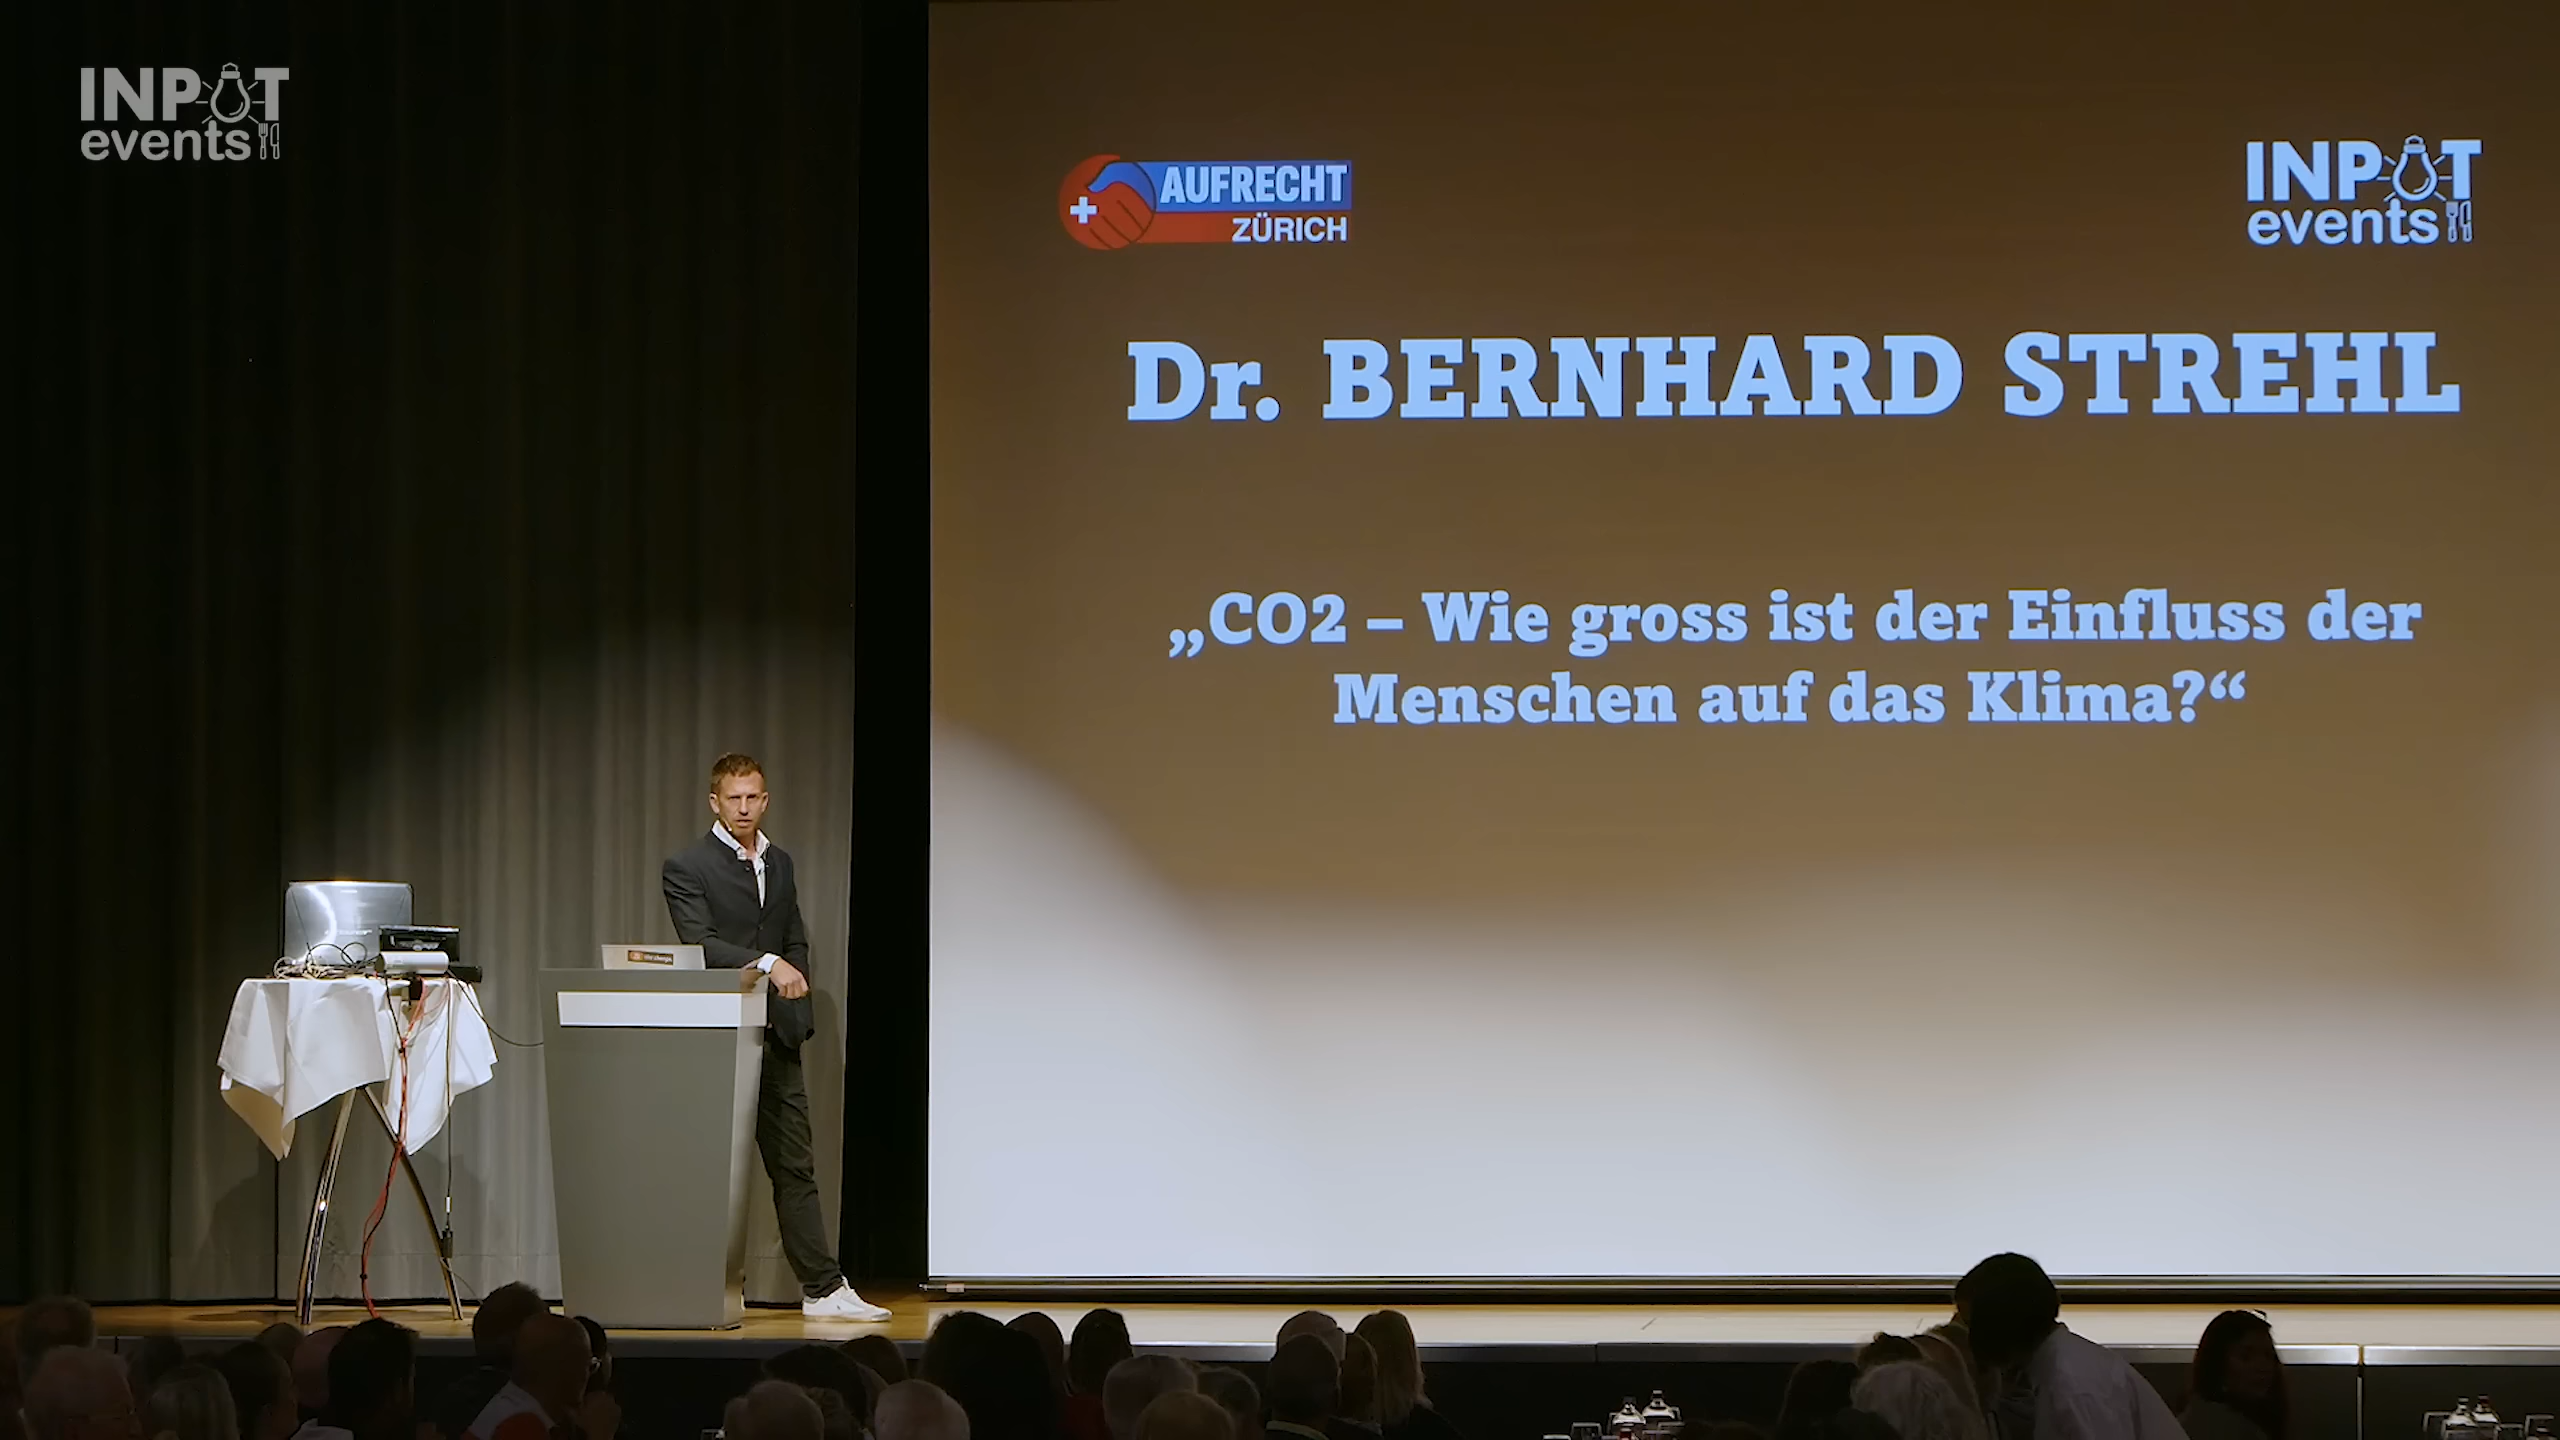 INPUT
events
AUFRECHT
ZÜRICH
INPUT
events
Dr. BERNHARD STREHL
„CO2 – Wie gross ist der Einfluss der
Menschen auf das Klima?“